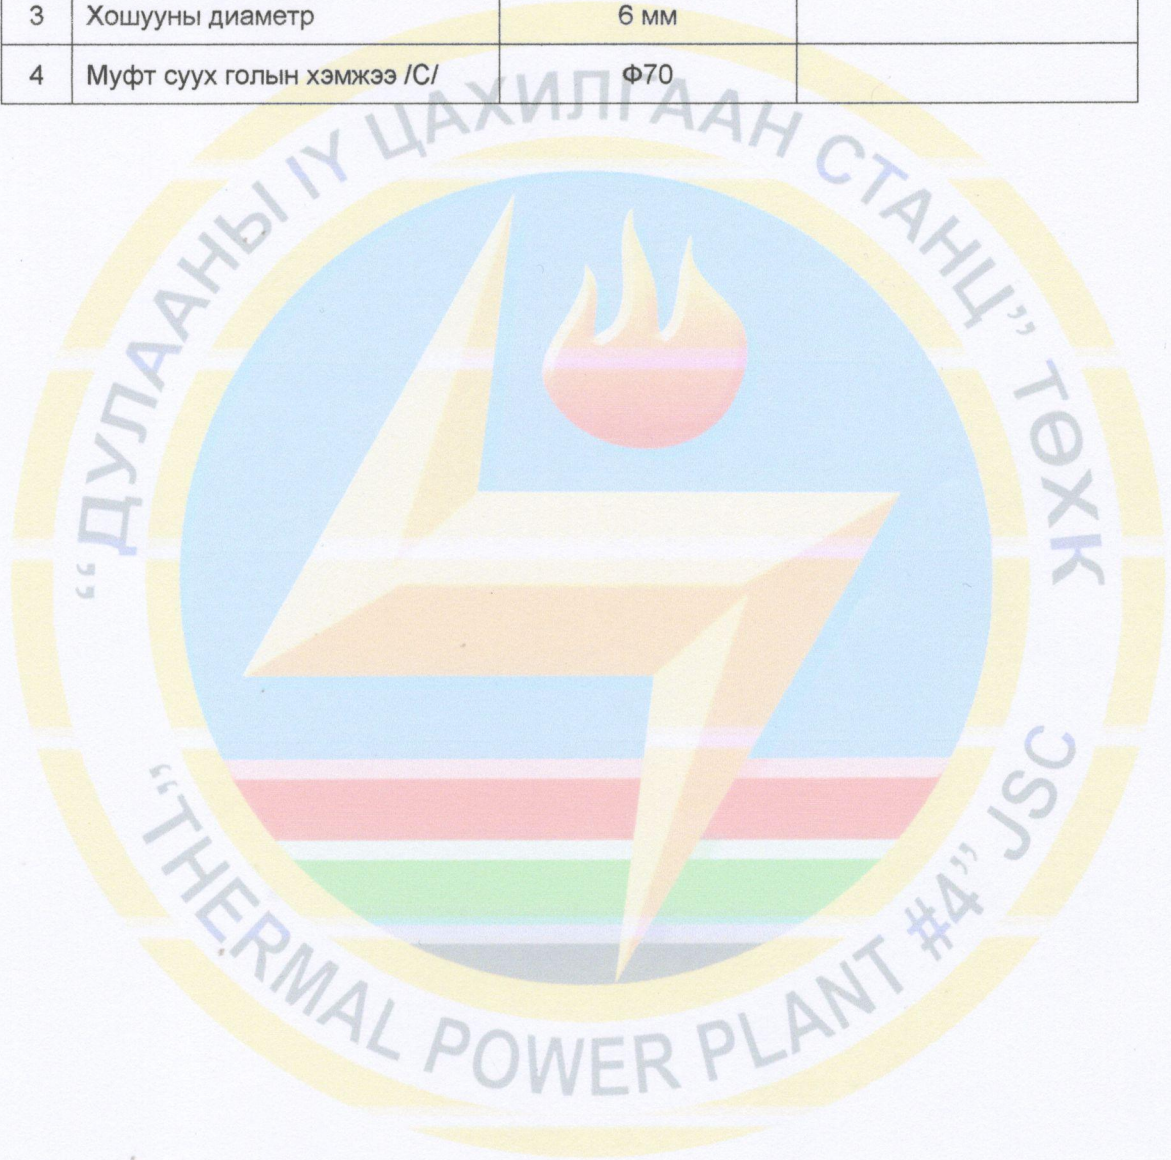 3 Хошууны диаметр 6 мм
4 Муфт суух голын хэмжээ /С/ Ф70
"ДУЛААНЫ IY ЦАХИЛГААН СТАНЦ" ТӨХК
"THERMAL POWER PLANT #4" JSC